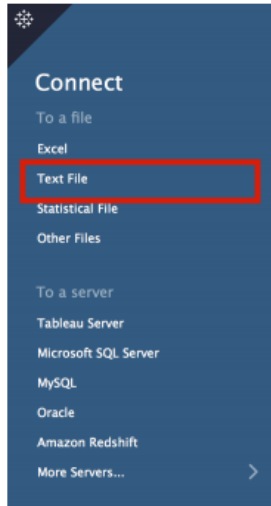 Connect
To a file
Excel
Text File
Statistical File
Other Files
To a server
Tableau Server
Microsoft SQL Server
MySQL
Oracle
Amazon Redshift
More Servers...